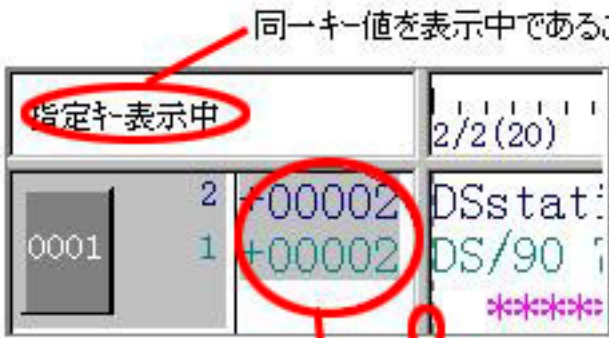 同一キー値を表示中である
指定ｷｰ表示中
2/2(20)
2 +00002 DSstati
0001 1 +00002 DS/90
*****